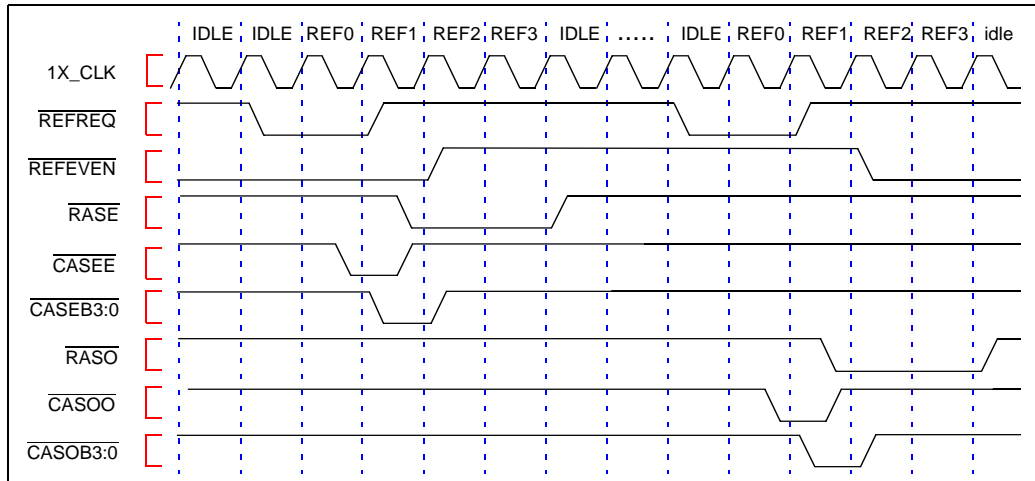 IDLE IDLE REF0 REF1 REF2 REF3 IDLE ..... IDLE REF0 REF1 REF2 REF3 idle
1X_CLK
REFREQ
REFEVEN
RASE
CASEE
CASEB3:0
RASO
CASOO
CASOB3:0